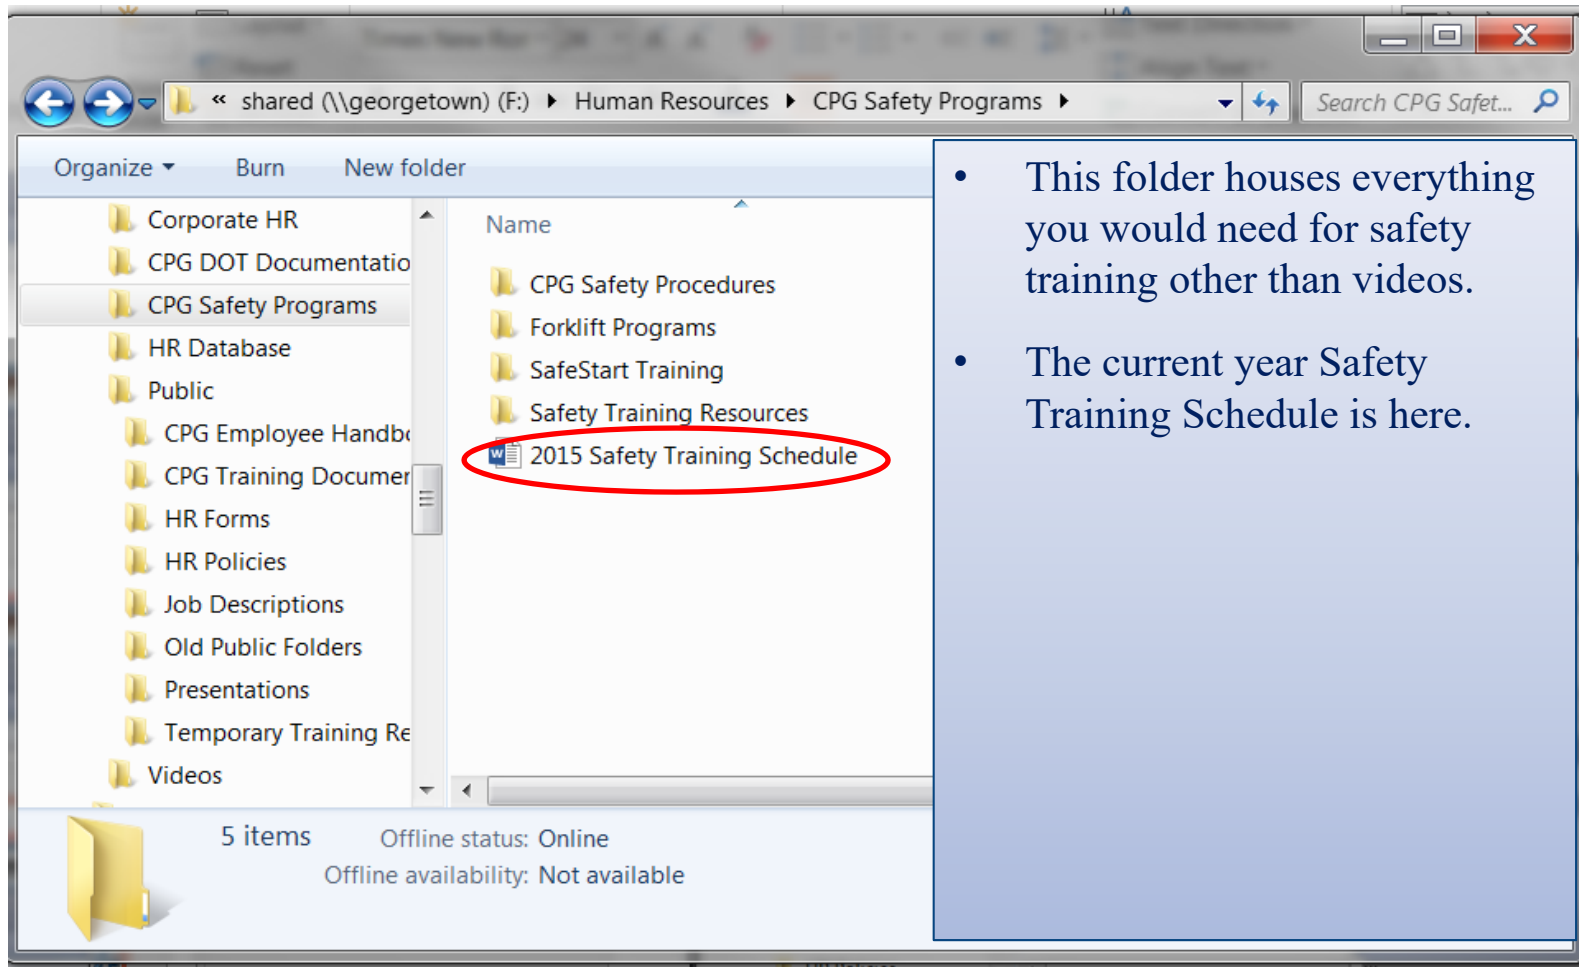 « shared (\\georgetown) (F:) ▸ Human Resources ▸ CPG Safety Programs ▸
Search CPG Safet...
Organize Burn New folder
Corporate HR
CPG DOT Documentatio
CPG Safety Programs
HR Database
Public
CPG Employee Handbo
CPG Training Documen
HR Forms
HR Policies
Job Descriptions
Old Public Folders
Presentations
Temporary Training Re
Videos
Name
CPG Safety Procedures
Forklift Programs
SafeStart Training
Safety Training Resources
2015 Safety Training Schedule
• This folder houses everything
you would need for safety
training other than videos.
• The current year Safety
Training Schedule is here.
5 items Offline status: Online
Offline availability: Not available